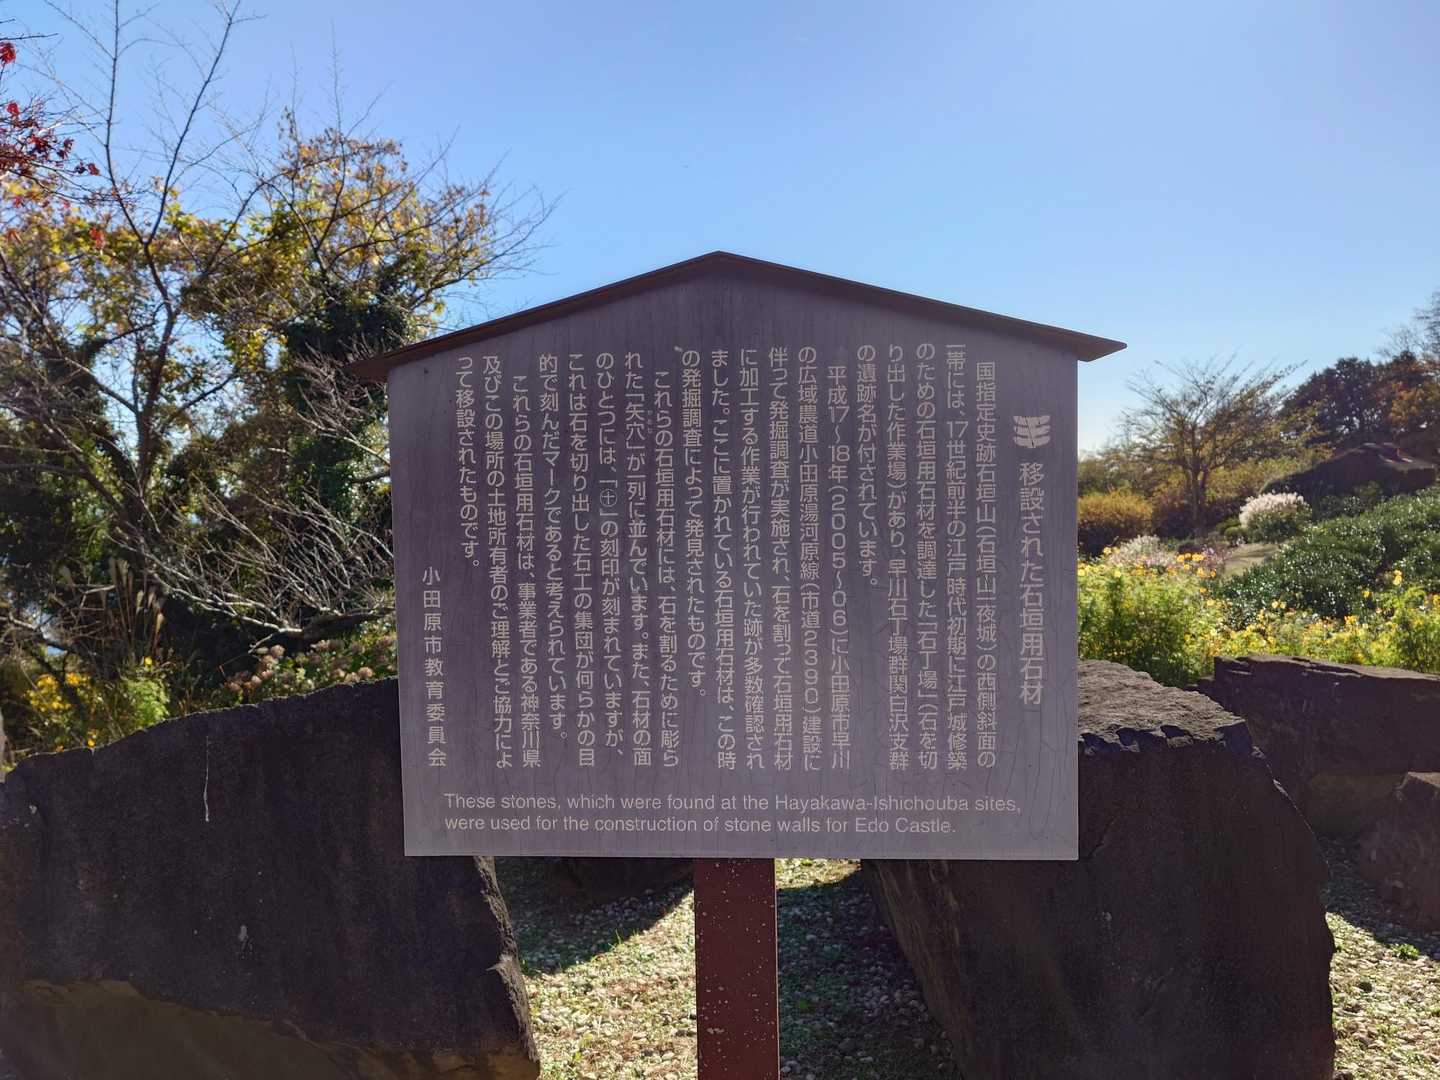 移設された石垣用石材
国指定史跡石垣山(石垣山一夜城)の西側斜面の
一帯には、17世紀前半の江戸時代初期に江戸城修築
のための石垣用石材を調達した「石丁場」(石を切
り出した作業場)があり、早川石丁場群関白沢支群
の遺跡名が付されています。
平成17~18年(2005~06)に小田原市早川
の広域農道小田原湯河原線(市道2390)建設に
伴って発掘調査が実施され、石を割って石垣用石材
に加工する作業が行われていた跡が多数確認され
ました。ここに置かれている石垣用石材は、この時
の発掘調査によって発見されたものです。
これらの石垣用石材には、石を割るために彫ら
れた「矢穴」が一列に並んでいます。また、石材の面
のひとつには、「㊉」の刻印が刻まれていますが、
これは石を切り出した石工の集団が何らかの目
的で刻んだマークであると考えられています。
これらの石垣用石材は、事業者である神奈川県
及びこの場所の土地所有者のご理解とご協力によ
って移設されたものです。
小田原市教育委員会
These stones, which were found at the Hayakawa-Ishichouba sites,
were used for the construction of stone walls for Edo Castle.